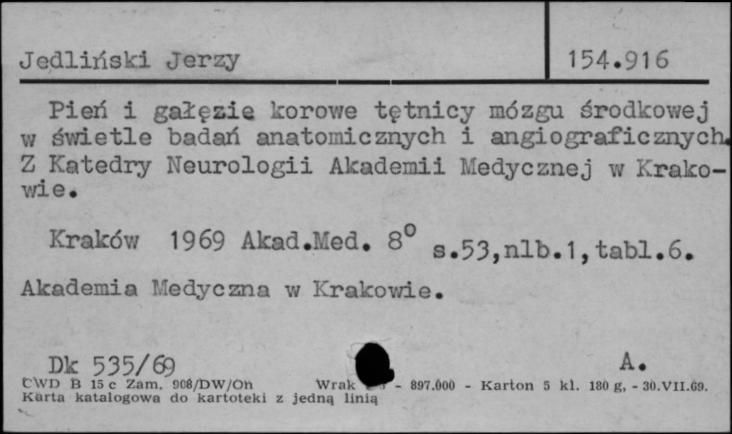 Jedliński Jerzy 154.916
Pień i gałęzie korowe tętnicy mózgu środkowej
w świetle badań anatomicznych i angiograficznych.
Z Katedry Neurologii Akademii Medycznej w Krako-
wie.
Kraków 1969 Akad.Med. 8° s.53,nlb.1,tabl.6.
Akademia Medyczna w Krakowie.
Dk 535/69 A.
CWD B 15 c Zam. 908/DW/Oh Wrak - 897.000 - Karton 5 kl. 180 g, - 30.VII.69.
Karta katalogowa do kartoteki z jedną linią